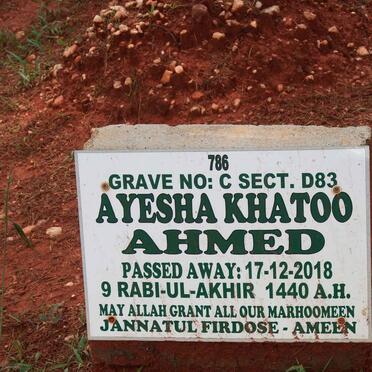 786
GRAVE NO: C SECT. D83
AYESHA KHATOO
AHMED
PASSED AWAY: 17-12-2018
9 RABI-UL-AKHIR 1440 A.H.
MAY ALLAH GRANT ALL OUR MARHOOMEEN
JANNATUL FIRDOSE - AMEEN